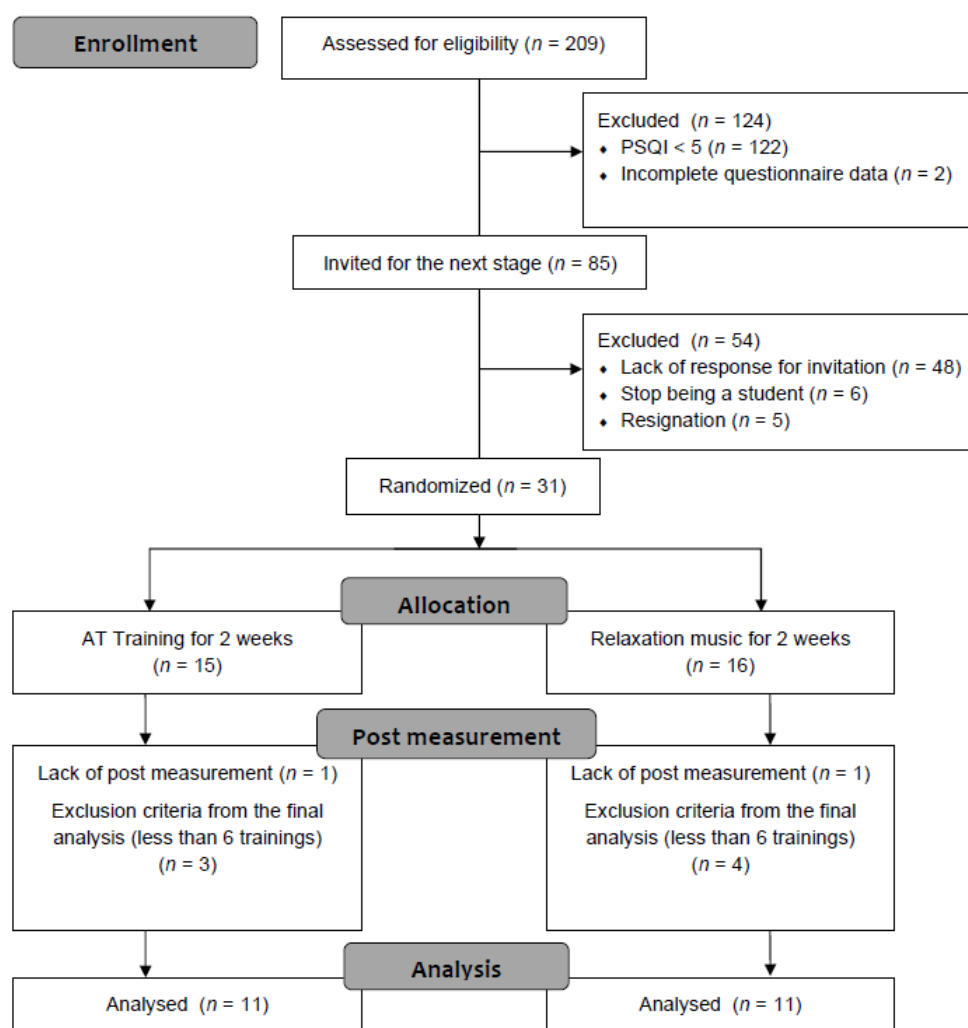 Enrollment
Assessed for eligibility (n = 209)
Excluded (n = 124)
⬧ PSQI < 5 (n = 122)
⬧ Incomplete questionnaire data (n = 2)
Invited for the next stage (n = 85)
Excluded (n = 54)
⬧ Lack of response for invitation (n = 48)
⬧ Stop being a student (n = 6)
⬧ Resignation (n = 5)
Randomized (n = 31)
Allocation
AT Training for 2 weeks
(n = 15)
Relaxation music for 2 weeks
(n = 16)
Post measurement
Lack of post measurement (n = 1)
Exclusion criteria from the final
analysis (less than 6 trainings)
(n = 3)
Lack of post measurement (n = 1)
Exclusion criteria from the final
analysis (less than 6 trainings)
(n = 4)
Analysis
Analysed (n = 11)
Analysed (n = 11)